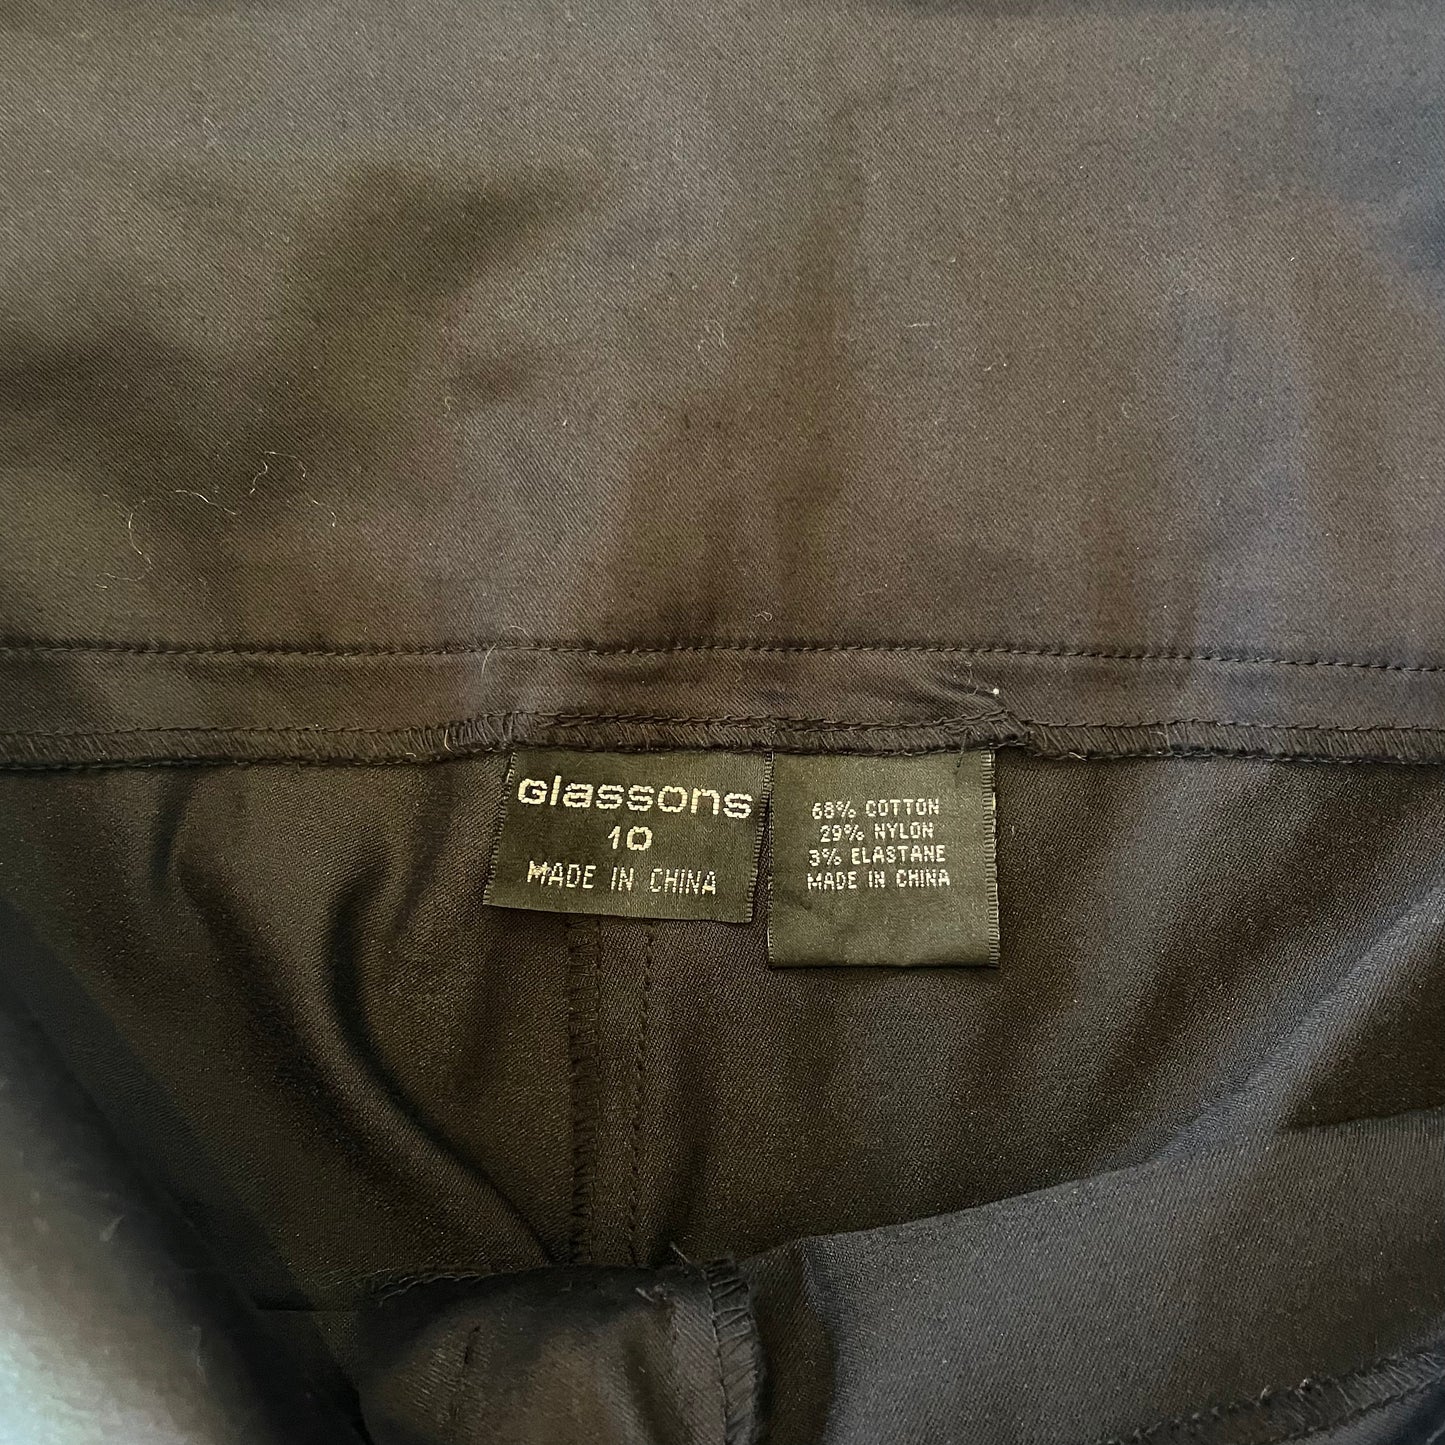 Glassons
10
MADE IN CHINA
68% COTTON
29% NYLON
3% ELASTANE
MADE IN CHINA